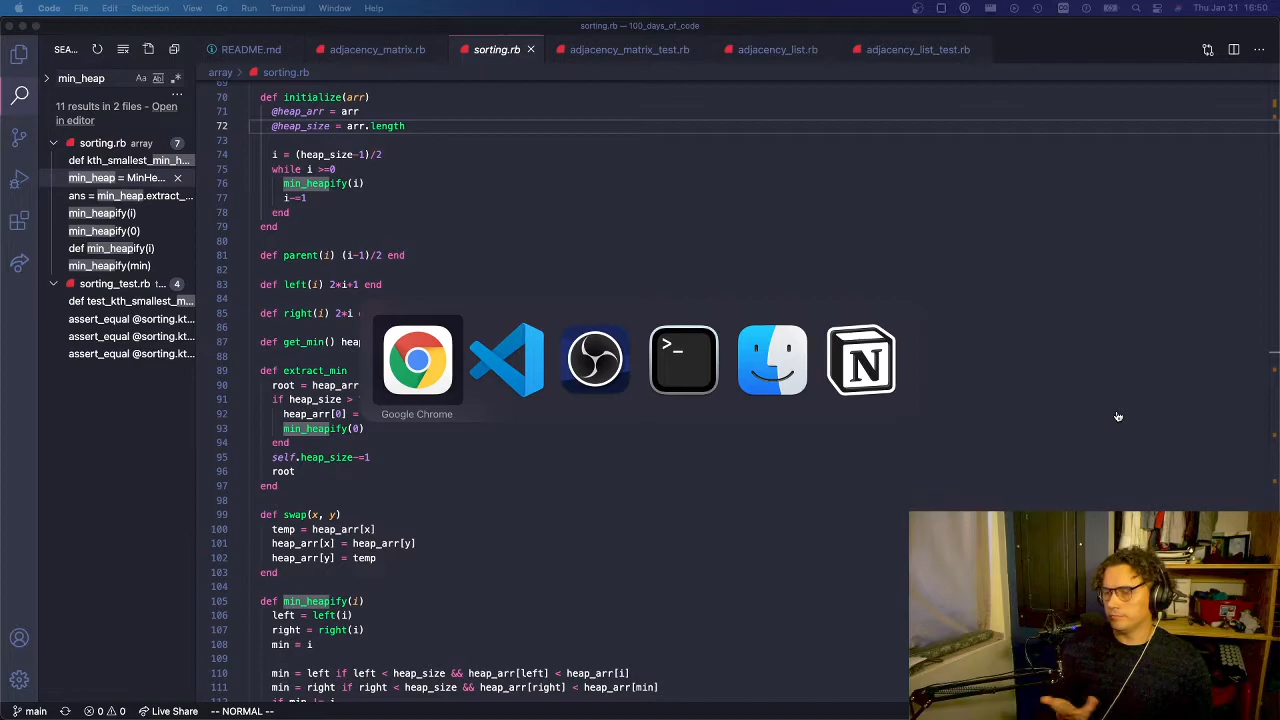 Code File Edit Selection View Go Run Terminal Window Help Thu Jan 21 16:50
sorting.rb — 100_days_of_code
SEA...
README.md adjacency_matrix.rb sorting.rb adjacency_matrix_test.rb adjacency_list.rb adjacency_list_test.rb
array > sorting.rb
min_heap Aa Ab
11 results in 2 files - Open
in editor
sorting.rb 7
def kth_smallest_min_h...
min_heap = MinHe...
ans = min_heap.extract_...
min_heapify(i)
min_heapify(0)
def min_heapify(i)
min_heapify(min)
sorting_test.rb 4
def test_kth_smallest_m...
assert_equal @sorting.kt...
assert_equal @sorting.kt...
assert_equal @sorting.kt...
69
70 def initialize(arr)
71 @heap_arr = arr
72 @heap_size = arr.length
73
74 i = (heap_size-1)/2
75 while i >=0
76 min_heapify(i)
77 i-=1
78 end
79 end
80
81 def parent(i) (i-1)/2 end
82
83 def left(i) 2*i+1 end
84
85 def right(i) 2*i
86
87 def get_min() hea
88
89 def extract_min
90 root = heap_arr
91 if heap_size >
92 heap_arr[0] =
93 min_heapify(0)
94 end
95 self.heap_size-=1
96 root
97 end
98
99 def swap(x, y)
100 temp = heap_arr[x]
101 heap_arr[x] = heap_arr[y]
102 heap_arr[y] = temp
103 end
104
105 def min_heapify(i)
106 left = left(i)
107 right = right(i)
108 min = i
109
110 min = left if left < heap_size && heap_arr[left] < heap_arr[i]
111 min = right if right < heap_size && heap_arr[right] < heap_arr[min]
Google Chrome
main 0 0 Live Share -- NORMAL --